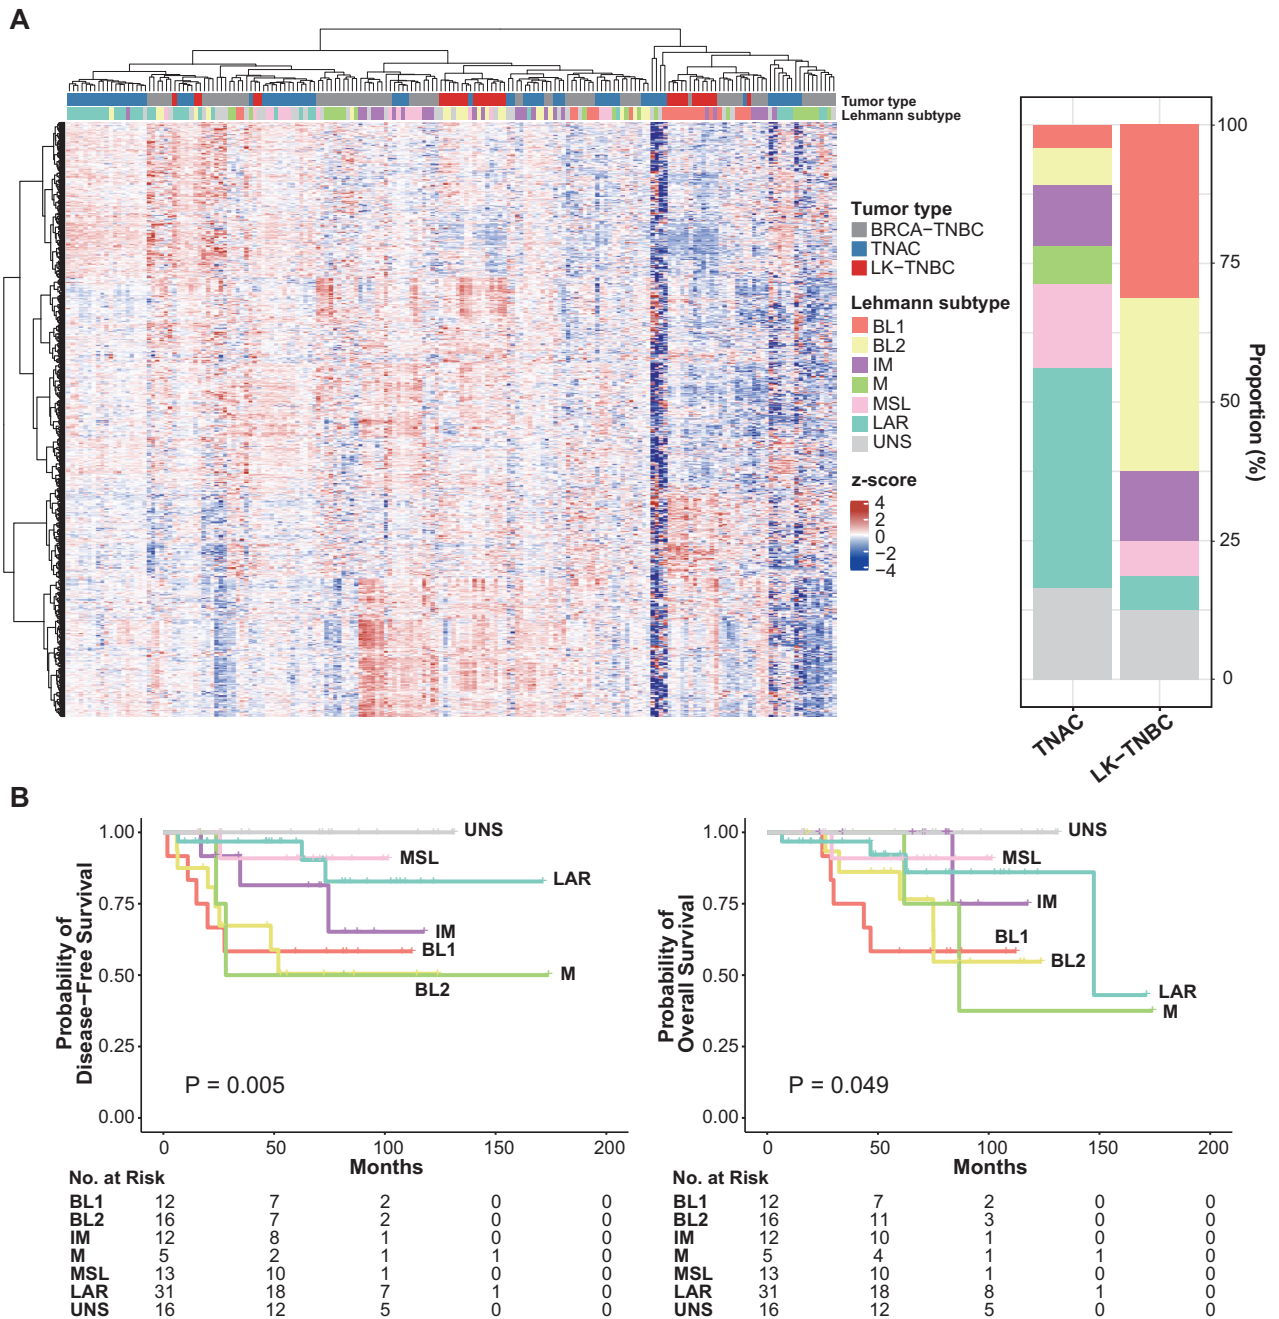 A
Tumor type
Lehmann subtype
Tumor type
BRCA−TNBC
TNAC
LK−TNBC
Lehmann subtype
BL1
BL2
IM
M
MSL
LAR
UNS
z-score
4
2
0
−2
−4
100
75
50
25
0
Proportion (%)
TNAC
LK−TNBC
B
Probability of
Disease−Free Survival
1.00
0.75
0.50
0.25
0.00
UNS
MSL
LAR
IM
BL1
M
BL2
P = 0.005
0 50 100 150 200
Months
No. at Risk
BL1 12 7 2 0 0
BL2 16 7 2 0 0
IM 12 8 1 0 0
M 5 2 1 1 0
MSL 13 10 1 0 0
LAR 31 18 7 1 0
UNS 16 12 5 0 0
Probability of
Overall Survival
1.00
0.75
0.50
0.25
0.00
UNS
MSL
IM
BL1
BL2
LAR
M
P = 0.049
0 50 100 150 200
Months
No. at Risk
BL1 12 7 2 0 0
BL2 16 11 3 0 0
IM 12 10 1 0 0
M 5 4 1 1 0
MSL 13 10 1 0 0
LAR 31 18 8 1 0
UNS 16 12 5 0 0